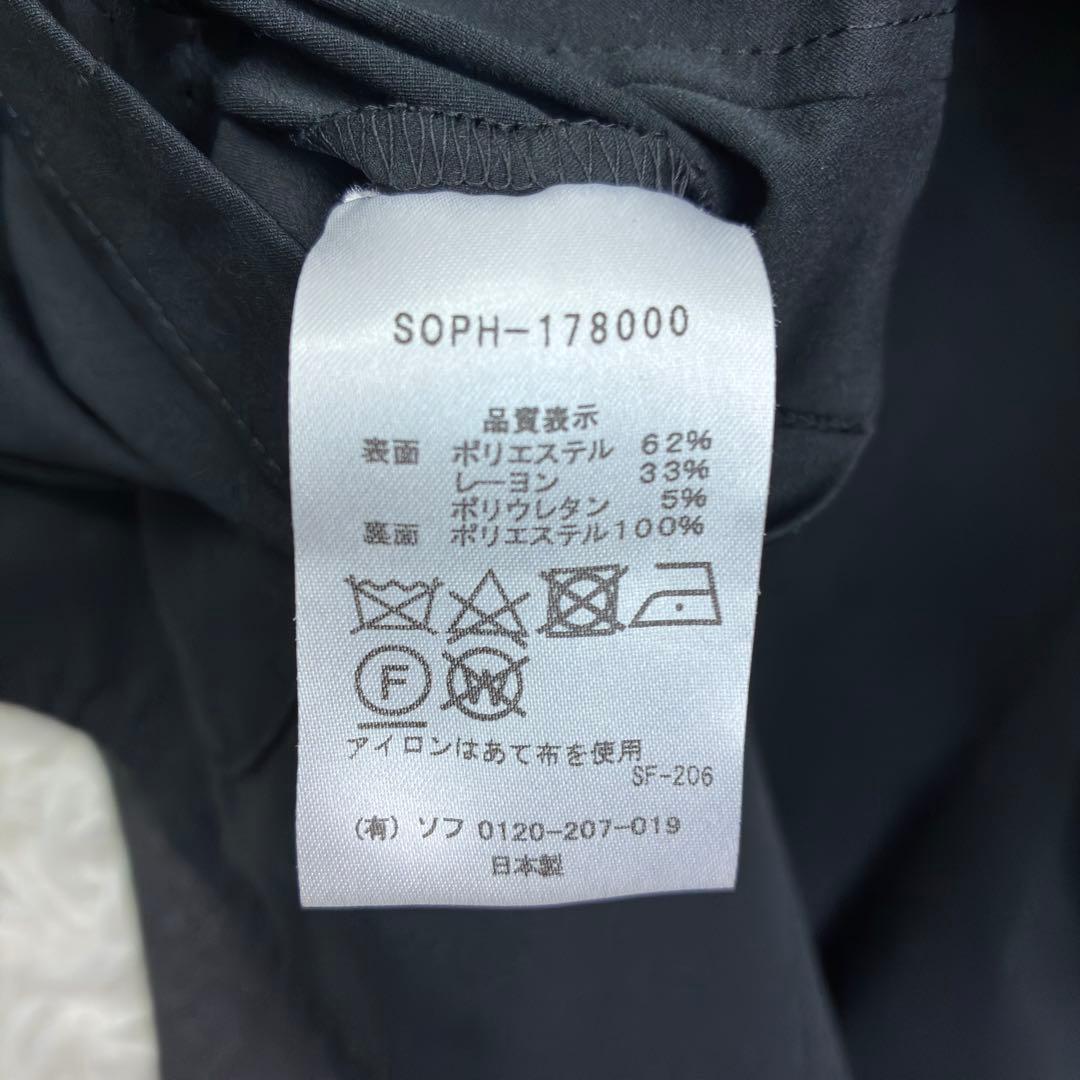 SOPH-178000
品質表示
表面 ポリエステル 62%
レーヨン 33%
ポリウレタン 5%
裏面 ポリエステル100%
F W
アイロンはあて布を使用
SF-206
(有) ソフ 0120-207-019
日本製